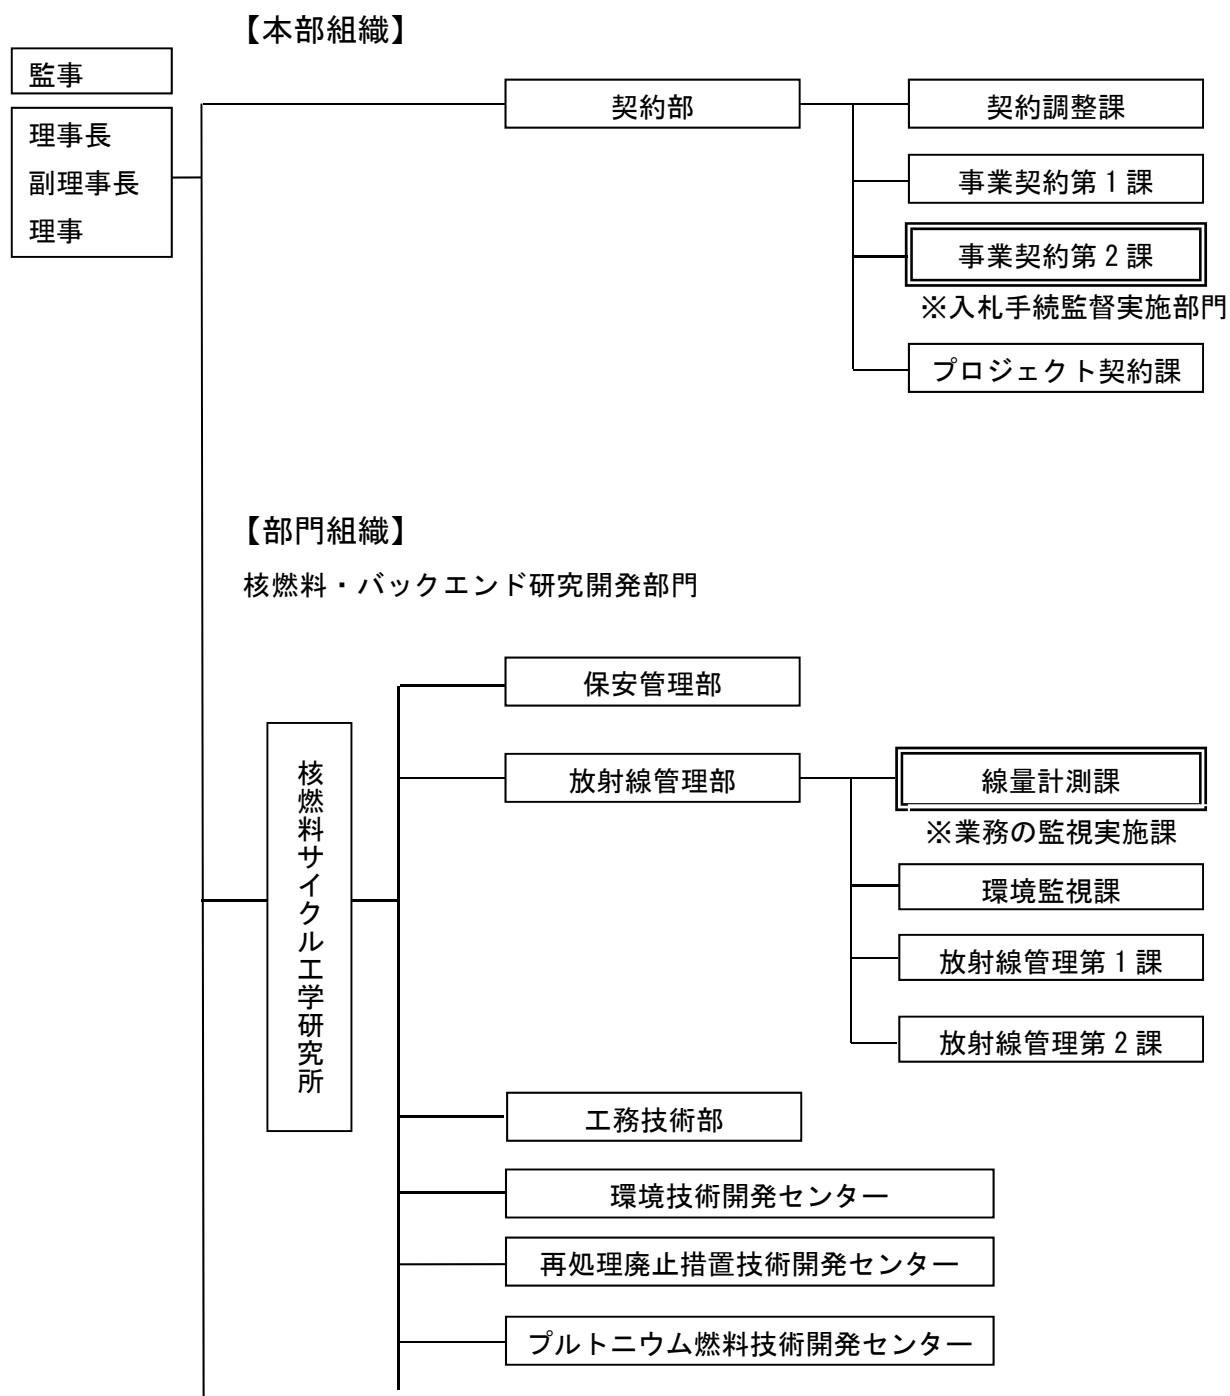 【本部組織】
監事
理事長
副理事長
理事
契約部
契約調整課
事業契約第1課
事業契約第2課
※入札手続監督実施部門
プロジェクト契約課
【部門組織】
核燃料・バックエンド研究開発部門
核燃料サイクル工学研究所
保安管理部
放射線管理部
線量計測課
※業務の監視実施課
環境監視課
放射線管理第1課
放射線管理第2課
工務技術部
環境技術開発センター
再処理廃止措置技術開発センター
プルトニウム燃料技術開発センター